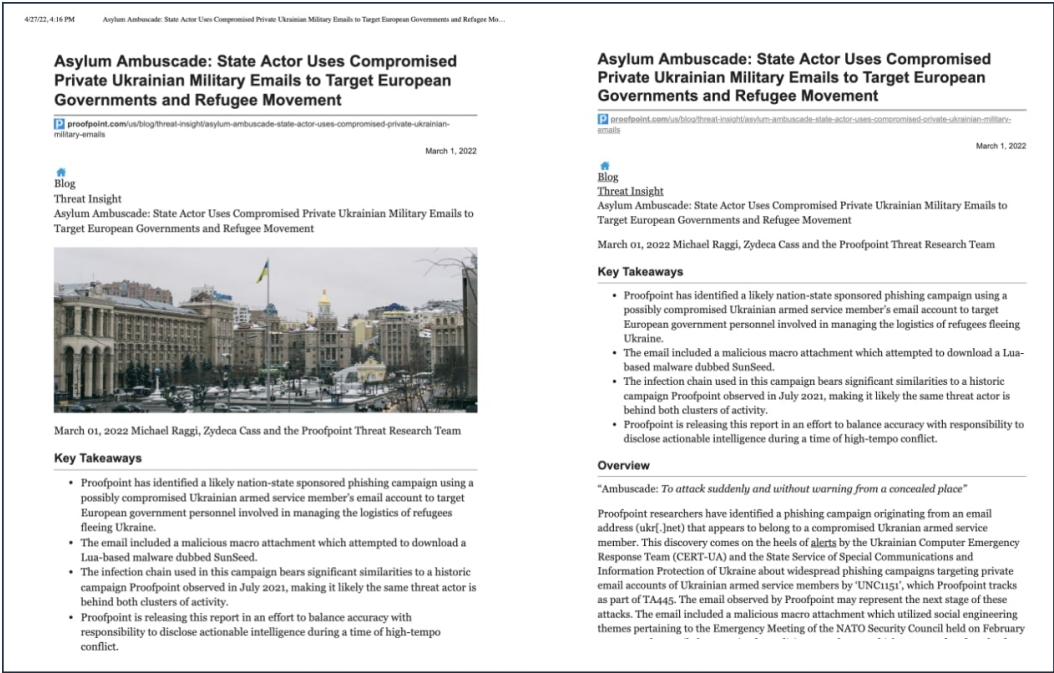 4/27/22, 4:16 PM Asylum Ambuscade: State Actor Uses Compromised Private Ukrainian Military Emails to Target European Governments and Refugee Mo…
Asylum Ambuscade: State Actor Uses Compromised
Private Ukrainian Military Emails to Target European
Governments and Refugee Movement
proofpoint.com/us/blog/threat-insight/asylum-ambuscade-state-actor-uses-compromised-private-ukrainian-
military-emails
March 1, 2022
Blog
Threat Insight
Asylum Ambuscade: State Actor Uses Compromised Private Ukrainian Military Emails to
Target European Governments and Refugee Movement
March 01, 2022 Michael Raggi, Zydeca Cass and the Proofpoint Threat Research Team
Key Takeaways
• Proofpoint has identified a likely nation-state sponsored phishing campaign using a
possibly compromised Ukrainian armed service member's email account to target
European government personnel involved in managing the logistics of refugees
fleeing Ukraine.
• The email included a malicious macro attachment which attempted to download a
Lua-based malware dubbed SunSeed.
• The infection chain used in this campaign bears significant similarities to a historic
campaign Proofpoint observed in July 2021, making it likely the same threat actor is
behind both clusters of activity.
• Proofpoint is releasing this report in an effort to balance accuracy with
responsibility to disclose actionable intelligence during a time of high-tempo
conflict.
Asylum Ambuscade: State Actor Uses Compromised
Private Ukrainian Military Emails to Target European
Governments and Refugee Movement
proofpoint.com/us/blog/threat-insight/asylum-ambuscade-state-actor-uses-compromised-private-ukrainian-military-
emails
March 1, 2022
Blog
Threat Insight
Asylum Ambuscade: State Actor Uses Compromised Private Ukrainian Military Emails to
Target European Governments and Refugee Movement
March 01, 2022 Michael Raggi, Zydeca Cass and the Proofpoint Threat Research Team
Key Takeaways
• Proofpoint has identified a likely nation-state sponsored phishing campaign using a
possibly compromised Ukrainian armed service member's email account to target
European government personnel involved in managing the logistics of refugees fleeing
Ukraine.
• The email included a malicious macro attachment which attempted to download a Lua-
based malware dubbed SunSeed.
• The infection chain used in this campaign bears significant similarities to a historic
campaign Proofpoint observed in July 2021, making it likely the same threat actor is
behind both clusters of activity.
• Proofpoint is releasing this report in an effort to balance accuracy with responsibility to
disclose actionable intelligence during a time of high-tempo conflict.
Overview
“Ambuscade: To attack suddenly and without warning from a concealed place”
Proofpoint researchers have identified a phishing campaign originating from an email
address (ukr[.]net) that appears to belong to a compromised Ukranian armed service
member. This discovery comes on the heels of alerts by the Ukrainian Computer Emergency
Response Team (CERT-UA) and the State Service of Special Communications and
Information Protection of Ukraine about widespread phishing campaigns targeting private
email accounts of Ukrainian armed service members by ‘UNC1151’, which Proofpoint tracks
as part of TA445. The email observed by Proofpoint may represent the next stage of these
attacks. The email included a malicious macro attachment which utilized social engineering
themes pertaining to the Emergency Meeting of the NATO Security Council held on February